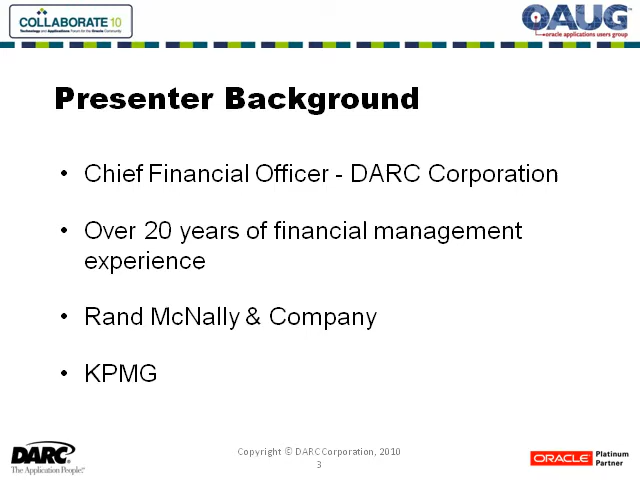 COLLABORATE 10
Technology and Applications Forum for the Oracle Community
OAUG
oracle applications users group
Presenter Background
• Chief Financial Officer - DARC Corporation
• Over 20 years of financial management
experience
• Rand McNally & Company
• KPMG
DARC
The Application People.
Copyright © DARC Corporation, 2010
3
ORACLE
Platinum
Partner